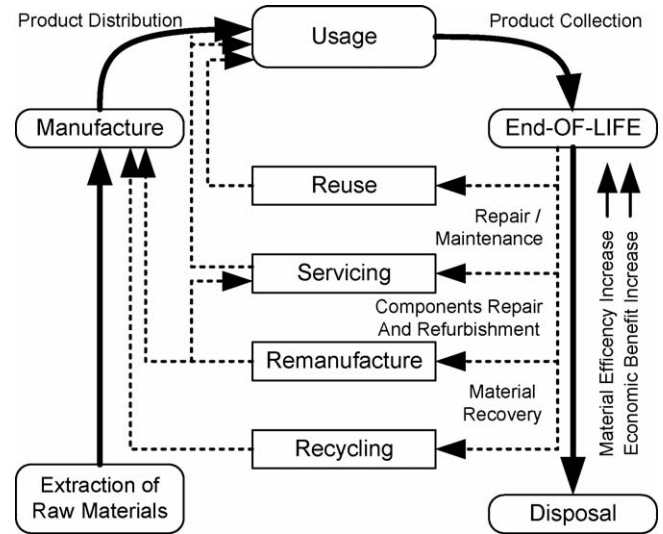 Product Distribution
Usage
Product Collection
Manufacture
End-OF-LIFE
Reuse
Repair /
Maintenance
Servicing
Components Repair
And Refurbishment
Remanufacture
Material
Recovery
Recycling
Material Efficency Increase
Economic Benefit Increase
Extraction of
Raw Materials
Disposal